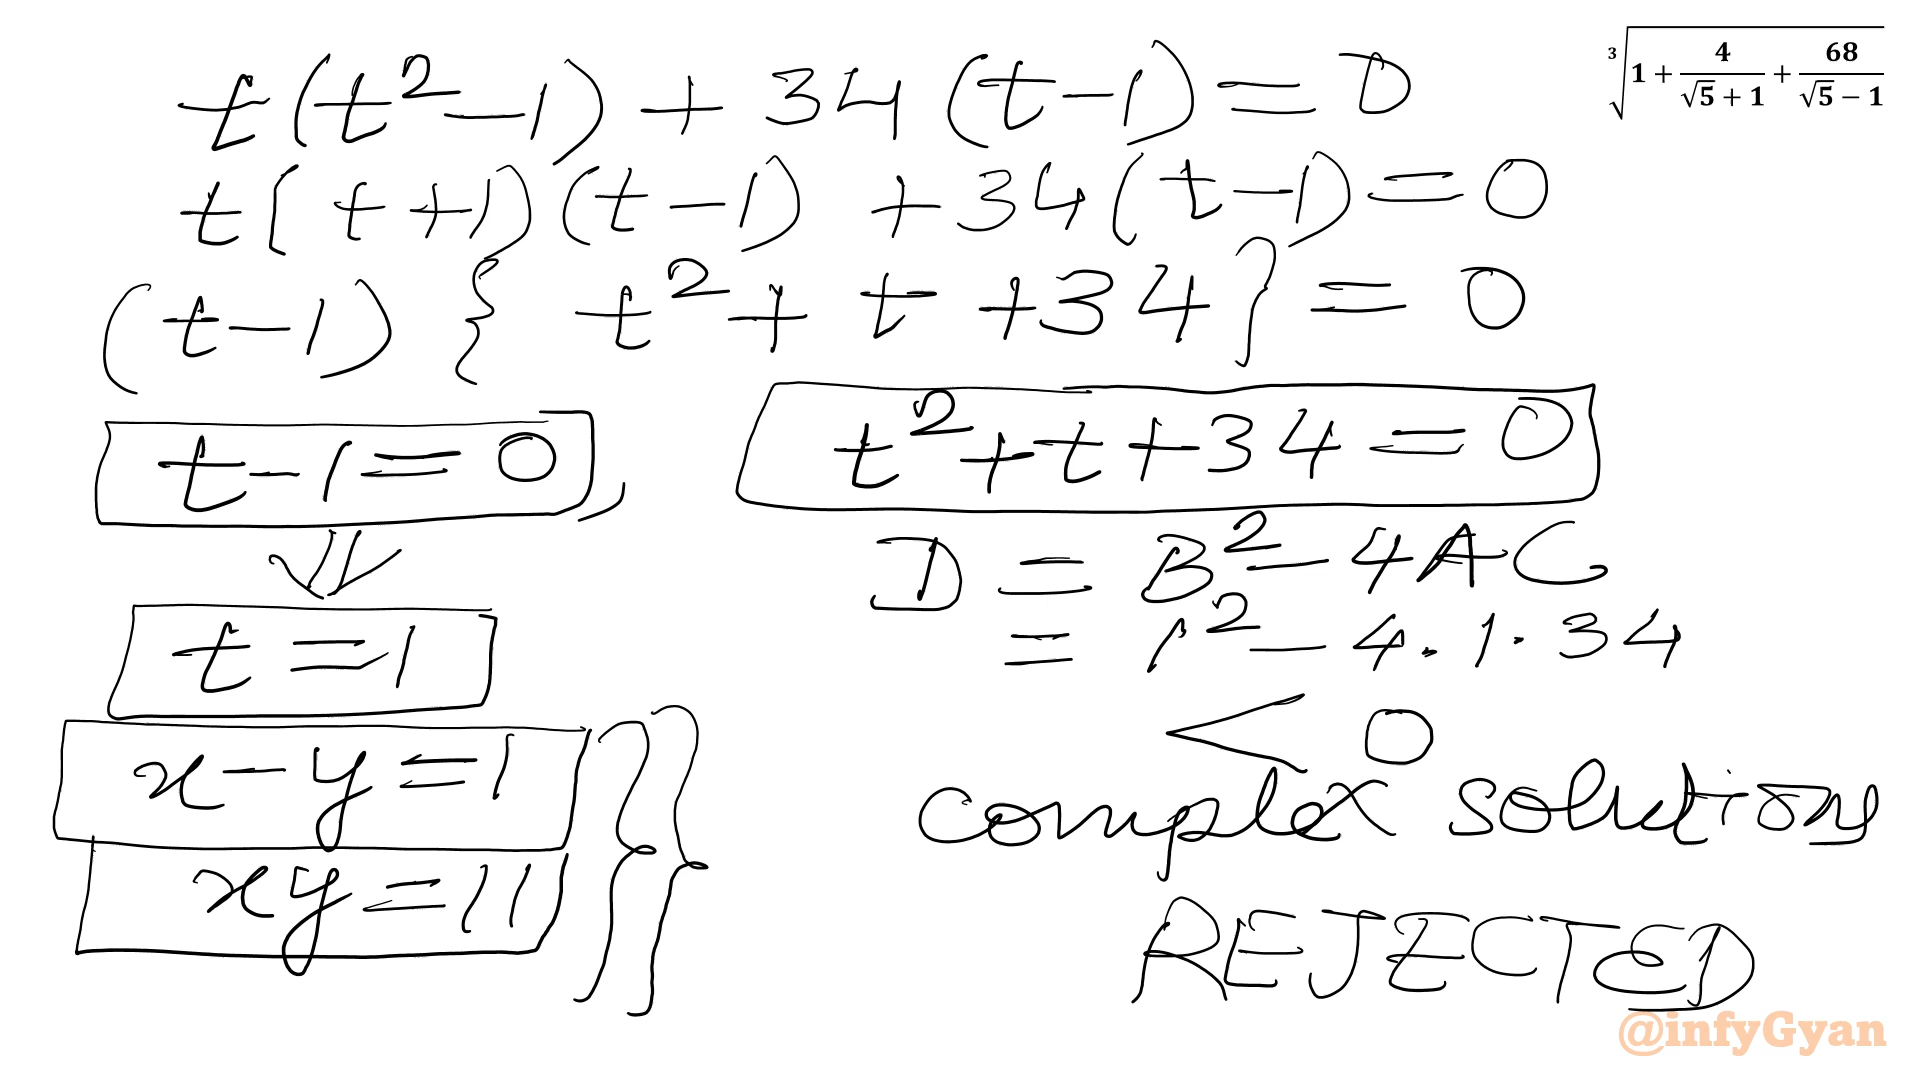 ∛(1 + 4/(√5 + 1) + 68/(√5 − 1))
t(t² − 1) + 34(t − 1) = 0
t(t + 1)(t − 1) + 34(t − 1) = 0
(t − 1) { t² + t + 34 } = 0
t − 1 = 0 , t² + t + 34 = 0
t = 1
x − y = 1
xy = 11
D = B² − 4AC
= 1² − 4 . 1 . 34
< 0
complex solutions
REJECTED
@infyGyan